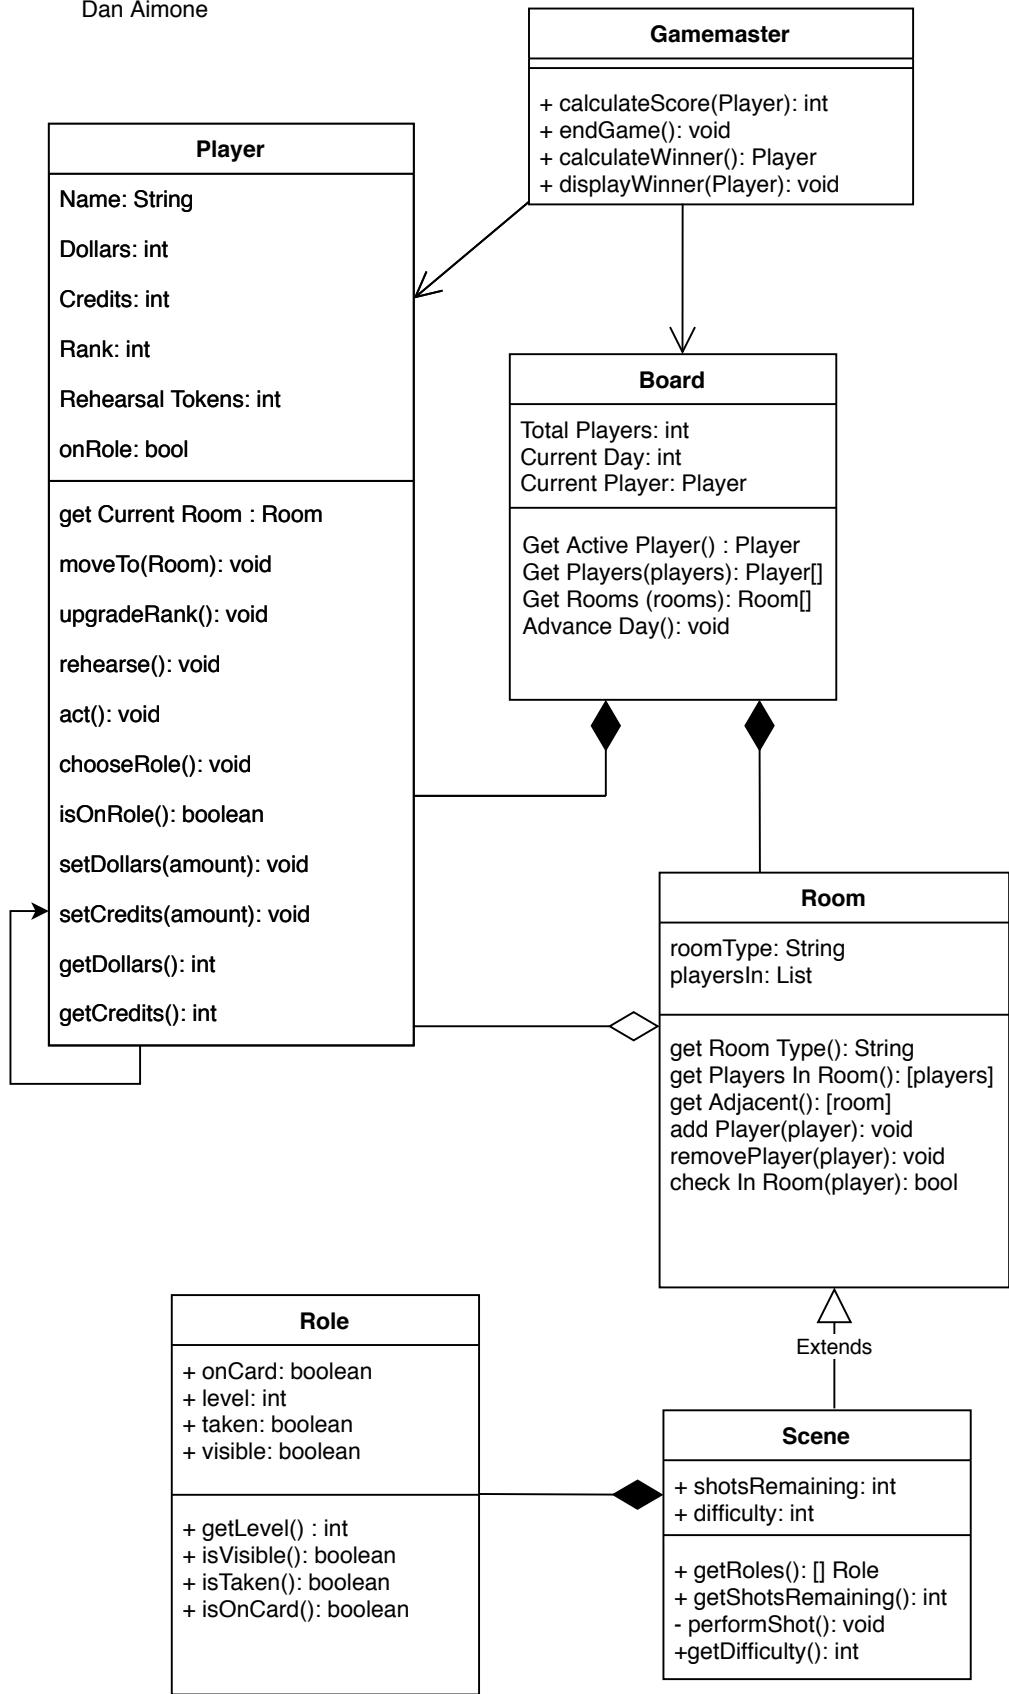 Dan Aimone
Gamemaster
+ calculateScore(Player): int
+ endGame(): void
+ calculateWinner(): Player
+ displayWinner(Player): void
Player
Name: String
Dollars: int
Credits: int
Rank: int
Rehearsal Tokens: int
onRole: bool
get Current Room : Room
moveTo(Room): void
upgradeRank(): void
rehearse(): void
act(): void
chooseRole(): void
isOnRole(): boolean
setDollars(amount): void
setCredits(amount): void
getDollars(): int
getCredits(): int
Board
Total Players: int
Current Day: int
Current Player: Player
Get Active Player() : Player
Get Players(players): Player[]
Get Rooms (rooms): Room[]
Advance Day(): void
Room
roomType: String
playersIn: List
get Room Type(): String
get Players In Room(): [players]
get Adjacent(): [room]
add Player(player): void
removePlayer(player): void
check In Room(player): bool
Extends
Role
+ onCard: boolean
+ level: int
+ taken: boolean
+ visible: boolean
+ getLevel() : int
+ isVisible(): boolean
+ isTaken(): boolean
+ isOnCard(): boolean
Scene
+ shotsRemaining: int
+ difficulty: int
+ getRoles(): [] Role
+ getShotsRemaining(): int
- performShot(): void
+getDifficulty(): int